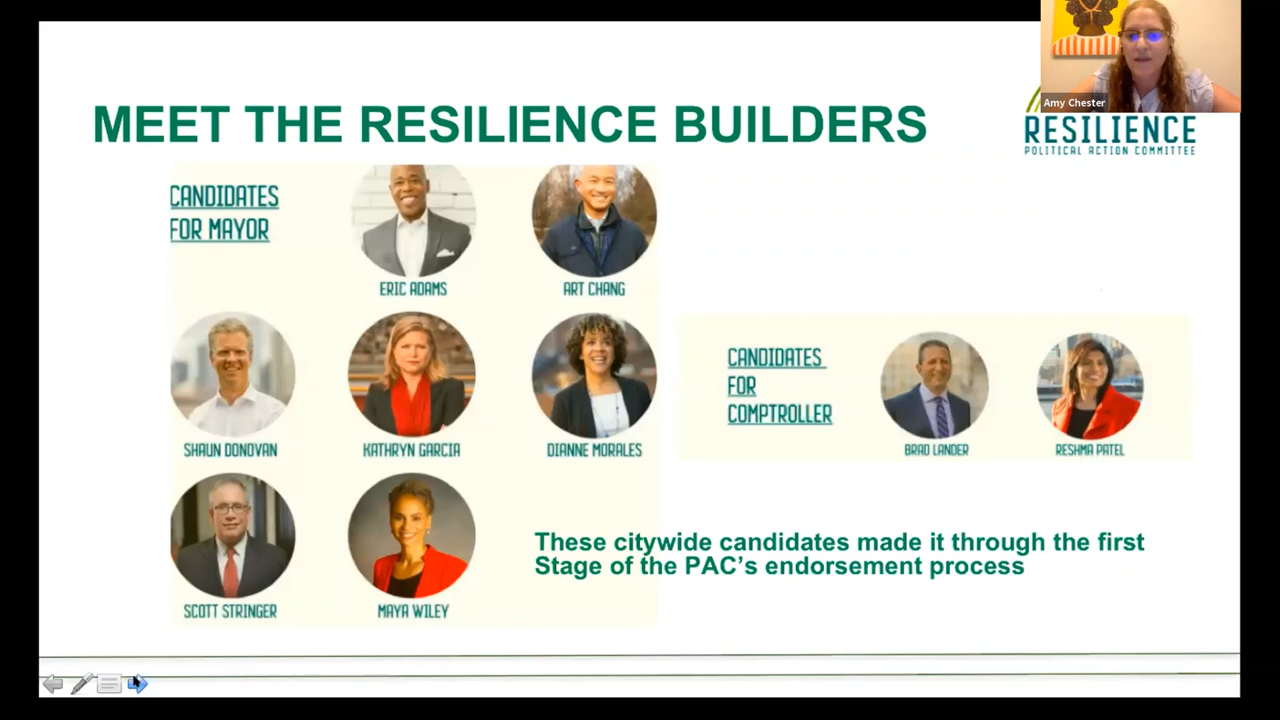 Amy Chester
MEET THE RESILIENCE BUILDERS
RESILIENCE
POLITICAL ACTION COMMITTEE
CANDIDATES
FOR MAYOR
ERIC ADAMS
ART CHANG
SHAUN DONOVAN
KATHRYN GARCIA
DIANNE MORALES
SCOTT STRINGER
MAYA WILEY
CANDIDATES
FOR
COMPTROLLER
BRAD LANDER
RESHMA PATEL
These citywide candidates made it through the first
Stage of the PAC's endorsement process